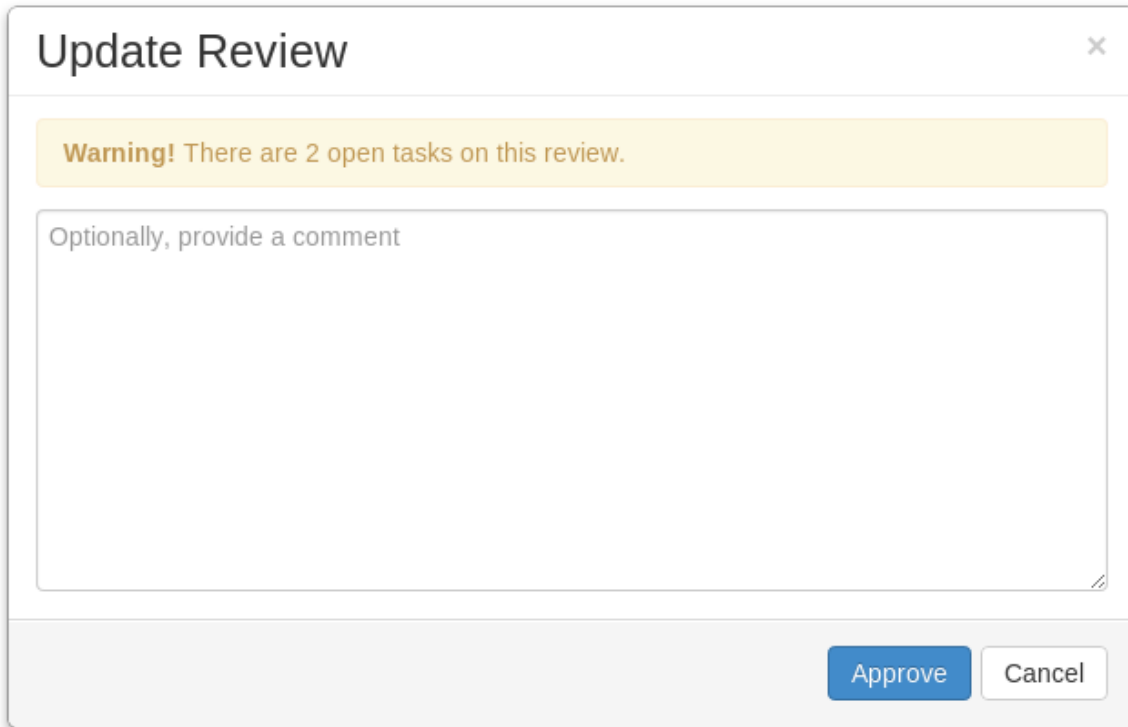 Update Review
×
Warning! There are 2 open tasks on this review.
Optionally, provide a comment
Approve Cancel